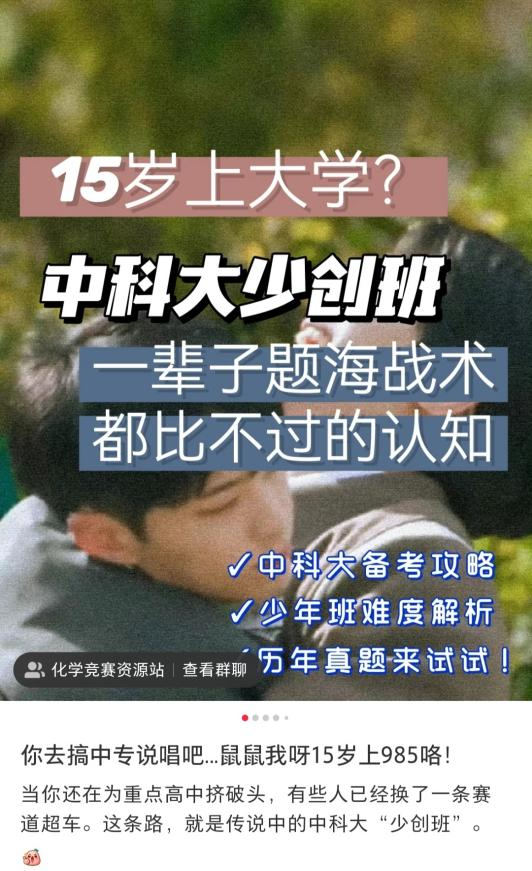 15岁上大学?
中科大少创班
一辈子题海战术
都比不过的认知
✓中科大备考攻略
✓少年班难度解析
✓历年真题来试试!
化学竞赛资源站 | 查看群聊
你去搞中专说唱吧...鼠鼠我呀15岁上985咯!
当你还在为重点高中挤破头，有些人已经换了一条赛
道超车。这条路，就是传说中的中科大“少创班”。